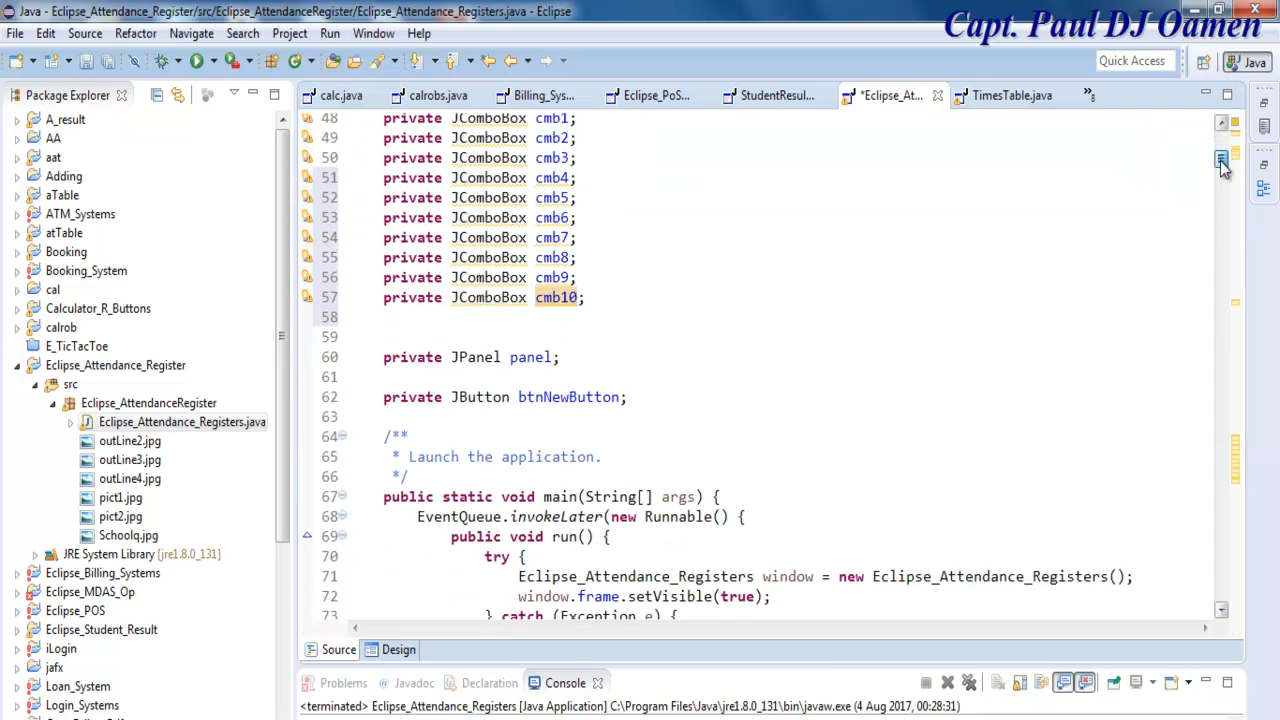 Java - Eclipse_Attendance_Register/src/Eclipse_AttendanceRegister/Eclipse_Attendance_Registers.java - Eclipse
Capt. Paul DJ Oamen
File Edit Source Refactor Navigate Search Project Run Window Help
Quick Access
Java
Package Explorer
calc.java
calrobs.java
Billing_Sys...
Eclipse_PoS...
StudentResul...
*Eclipse_At...
TimesTable.java
»8
A_result
AA
aat
Adding
aTable
ATM_Systems
atTable
Booking
Booking_System
cal
Calculator_R_Buttons
calrob
E_TicTacToe
Eclipse_Attendance_Register
src
Eclipse_AttendanceRegister
Eclipse_Attendance_Registers.java
outLine2.jpg
outLine3.jpg
outLine4.jpg
pict1.jpg
pict2.jpg
Schoolq.jpg
JRE System Library [jre1.8.0_131]
Eclipse_Billing_Systems
Eclipse_MDAS_Op
Eclipse_POS
Eclipse_Student_Result
iLogin
jafx
Loan_System
Login_Systems
48 private JComboBox cmb1;
49 private JComboBox cmb2;
50 private JComboBox cmb3;
51 private JComboBox cmb4;
52 private JComboBox cmb5;
53 private JComboBox cmb6;
54 private JComboBox cmb7;
55 private JComboBox cmb8;
56 private JComboBox cmb9;
57 private JComboBox cmb10;
58
59
60 private JPanel panel;
61
62 private JButton btnNewButton;
63
64 /**
65 * Launch the application.
66 */
67 public static void main(String[] args) {
68 EventQueue.invokeLater(new Runnable() {
69 public void run() {
70 try {
71 Eclipse_Attendance_Registers window = new Eclipse_Attendance_Registers();
72 window.frame.setVisible(true);
73 } catch (Exception e) {
Source Design
Problems Javadoc Declaration Console
<terminated> Eclipse_Attendance_Registers [Java Application] C:\Program Files\Java\jre1.8.0_131\bin\javaw.exe (4 Aug 2017, 00:28:31)